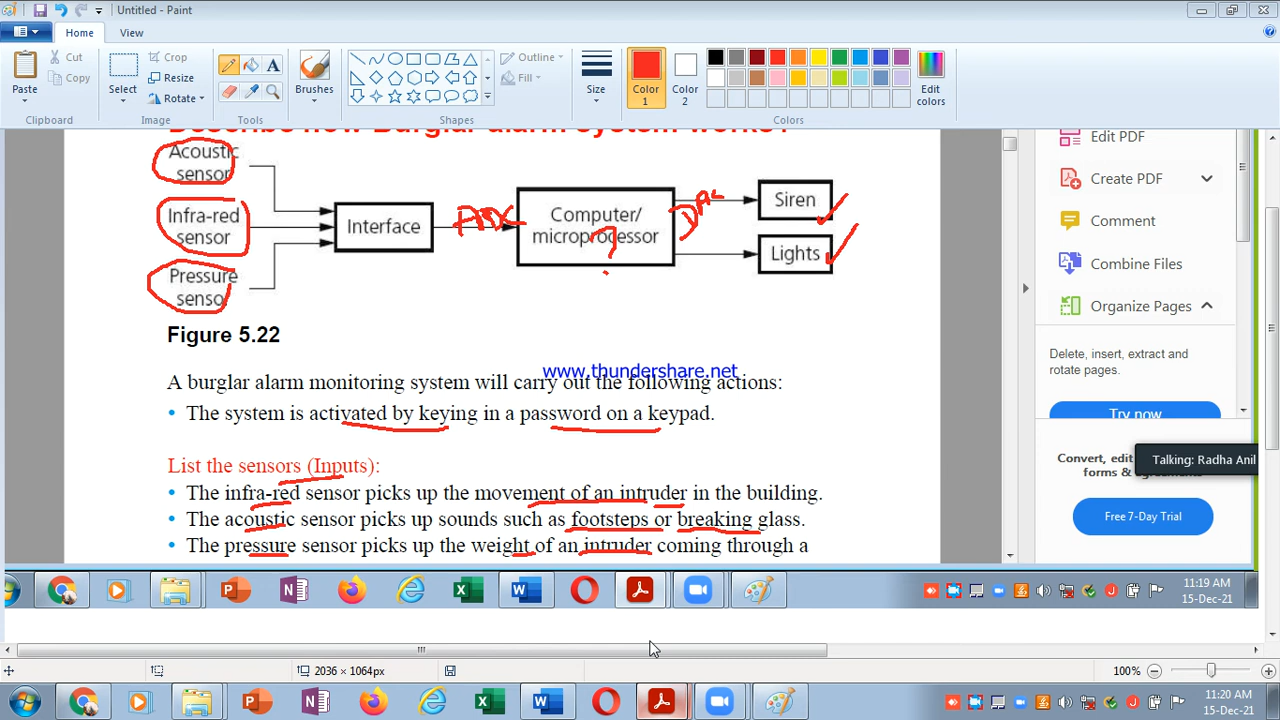 Untitled - Paint
Home
View
Paste
Cut
Copy
Clipboard
Select
Crop
Resize
Rotate
Image
Tools
Brushes
Shapes
Outline
Fill
Size
Color 1
Color 2
Edit colors
Colors
Describe how Burglar alarm system works?
Acoustic sensor
Infra-red sensor
Pressure sensor
Interface
Computer/
microprocessor
DAC
Siren
Lights
Figure 5.22
www.thundershare.net
A burglar alarm monitoring system will carry out the following actions:
• The system is activated by keying in a password on a keypad.
List the sensors (Inputs):
• The infra-red sensor picks up the movement of an intruder in the building.
• The acoustic sensor picks up sounds such as footsteps or breaking glass.
• The pressure sensor picks up the weight of an intruder coming through a
Edit PDF
Create PDF
Comment
Combine Files
Organize Pages
Delete, insert, extract and
rotate pages.
Try now
Convert, edit
forms &
Talking: Radha Anil
Free 7-Day Trial
11:19 AM
15-Dec-21
2036 × 1064px
100%
11:20 AM
15-Dec-21